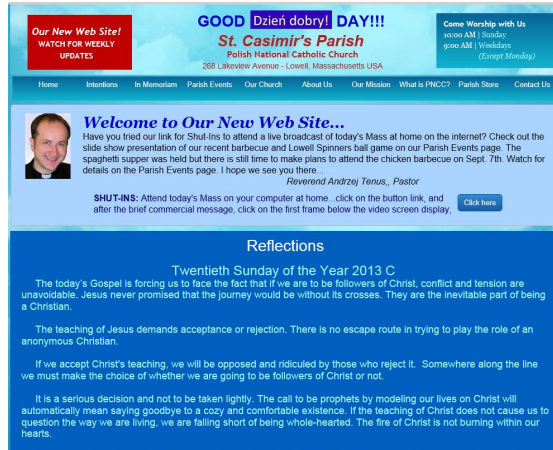 Our New Web Site!
WATCH FOR WEEKLY
UPDATES
GOOD Dzień dobry! DAY!!!
St. Casimir's Parish
Polish National Catholic Church
268 Lakeview Avenue - Lowell, Massachusetts USA
Come Worship with Us
10:00 AM | Sunday
9:00 AM | Weekdays
(Except Monday)
Home Intentions In Memoriam Parish Events Our Church About Us Our Mission What is PNCC? Parish Store Contact Us
Welcome to Our New Web Site...
Have you tried our link for Shut-Ins to attend a live broadcast of today's Mass at home on the internet? Check out the
slide show presentation of our recent barbecue and Lowell Spinners ball game on our Parish Events page. The
spaghetti supper was held but there is still time to make plans to attend the chicken barbecue on Sept. 7th. Watch for
details on the Parish Events page. I hope we see you there...
Reverend Andrzej Tenus,, Pastor
SHUT-INS: Attend today's Mass on your computer at home...click on the button link, and
after the brief commercial message, click on the first frame below the video screen display,
Click here
Reflections
Twentieth Sunday of the Year 2013 C
The today's Gospel is forcing us to face the fact that if we are to be followers of Christ, conflict and tension are
unavoidable. Jesus never promised that the journey would be without its crosses. They are the inevitable part of being
a Christian.
The teaching of Jesus demands acceptance or rejection. There is no escape route in trying to play the role of an
anonymous Christian.
If we accept Christ's teaching, we will be opposed and ridiculed by those who reject it. Somewhere along the line
we must make the choice of whether we are going to be followers of Christ or not.
It is a serious decision and not to be taken lightly. The call to be prophets by modeling our lives on Christ will
automatically mean saying goodbye to a cozy and comfortable existence. If the teaching of Christ does not cause us to
question the way we are living, we are falling short of being whole-hearted. The fire of Christ is not burning within our
hearts.